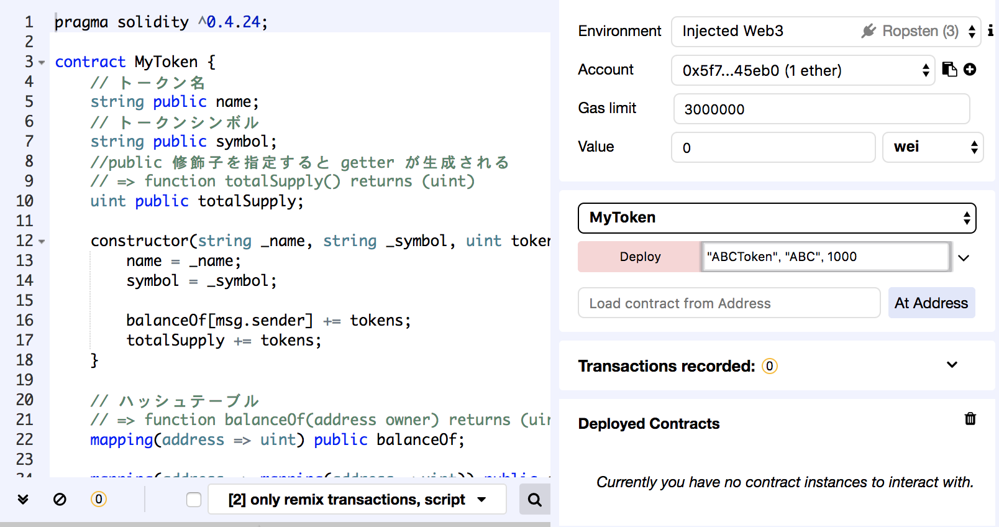 1 pragma solidity ^0.4.24;
2
3 contract MyToken {
4 // トークン名
5 string public name;
6 // トークンシンボル
7 string public symbol;
8 //public 修飾子を指定すると getter が生成される
9 // => function totalSupply() returns (uint)
10 uint public totalSupply;
11
12 constructor(string _name, string _symbol, uint token
13 name = _name;
14 symbol = _symbol;
15
16 balanceOf[msg.sender] += tokens;
17 totalSupply += tokens;
18 }
19
20 // ハッシュテーブル
21 // => function balanceOf(address owner) returns (uin
22 mapping(address => uint) public balanceOf;
23
24 mapping(address => mapping(address => uint)) public
0
[2] only remix transactions, script
Environment Injected Web3 Ropsten (3)
Account 0x5f7...45eb0 (1 ether)
Gas limit 3000000
Value 0 wei
MyToken
Deploy "ABCToken", "ABC", 1000
Load contract from Address At Address
Transactions recorded: 0
Deployed Contracts
Currently you have no contract instances to interact with.